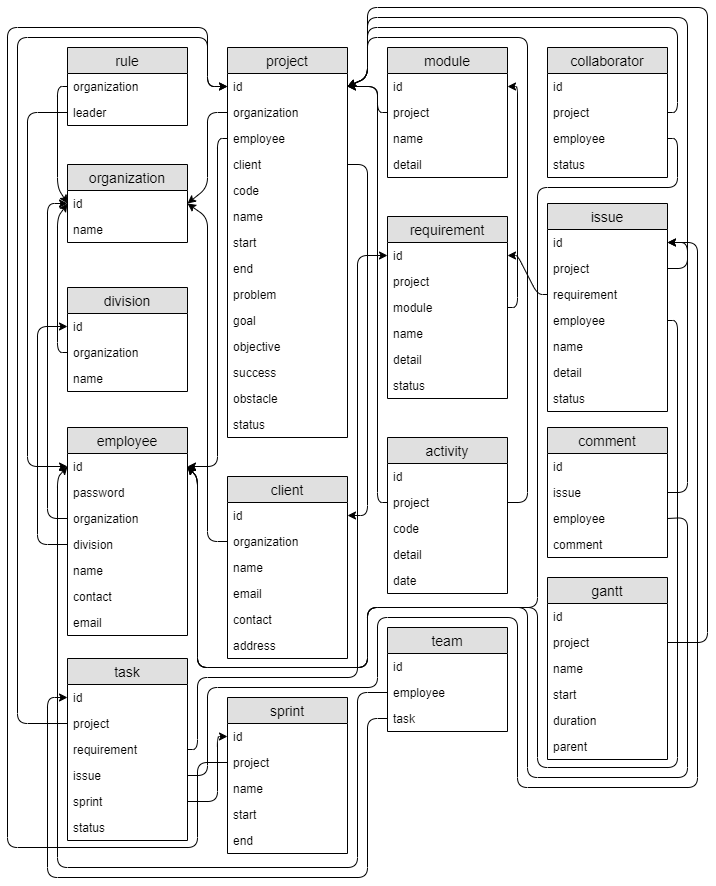 rule
organization
leader
organization
id
name
division
id
organization
name
employee
id
password
organization
division
name
contact
email
task
id
project
requirement
issue
sprint
status
project
id
organization
employee
client
code
name
start
end
problem
goal
objective
success
obstacle
status
client
id
organization
name
email
contact
address
sprint
id
project
name
start
end
module
id
project
name
detail
requirement
id
project
module
name
detail
status
activity
id
project
code
detail
date
team
id
employee
task
collaborator
id
project
employee
status
issue
id
project
requirement
employee
name
detail
status
comment
id
issue
employee
comment
gantt
id
project
name
start
duration
parent